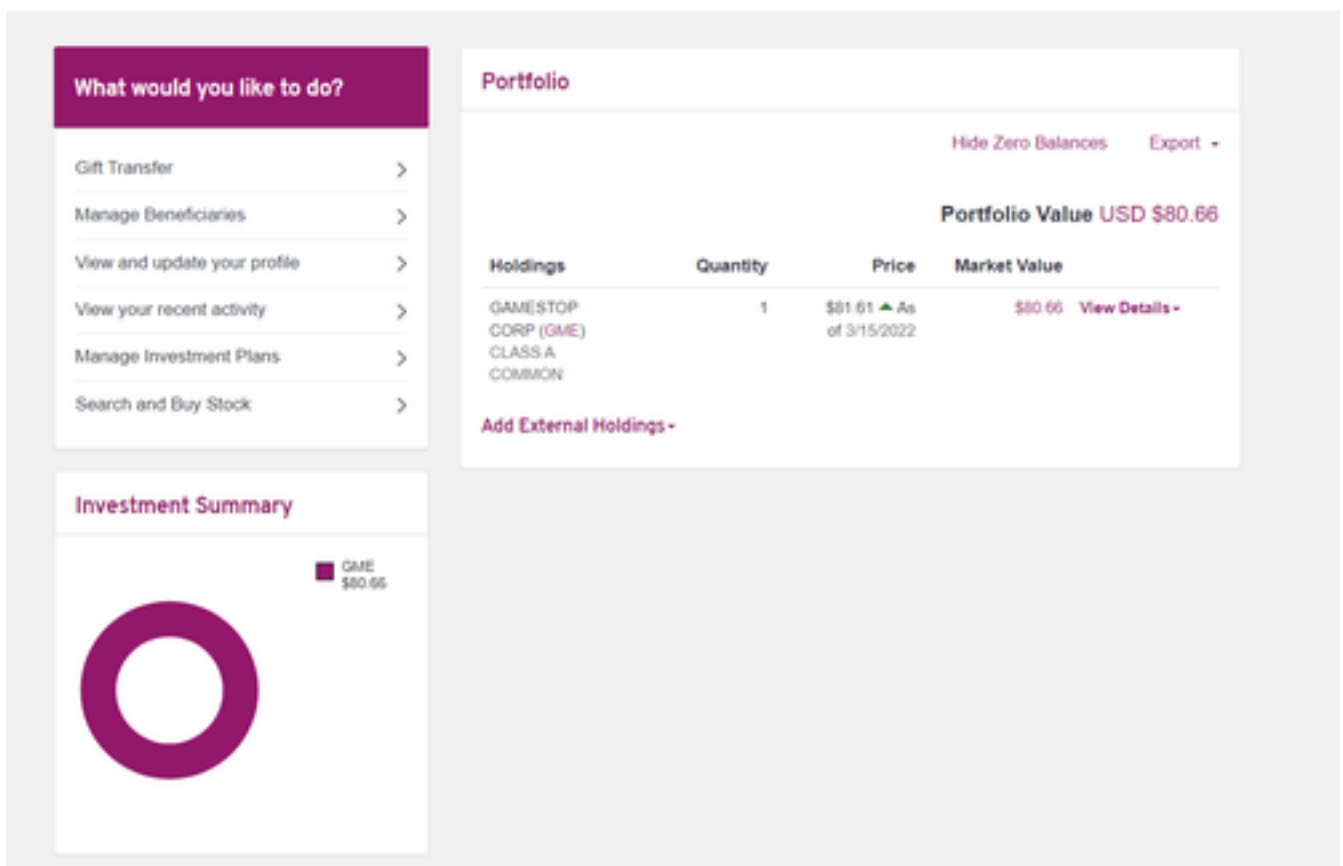 What would you like to do?
Gift Transfer
Manage Beneficiaries
View and update your profile
View your recent activity
Manage Investment Plans
Search and Buy Stock
Portfolio
Hide Zero Balances Export
Portfolio Value USD $80.66
Holdings Quantity Price Market Value
GAMESTOP 1 $81.61 As $80.66 View Details
CORP (GME) of 3/15/2022
CLASS A
COMMON
Add External Holdings
Investment Summary
GME
$80.66